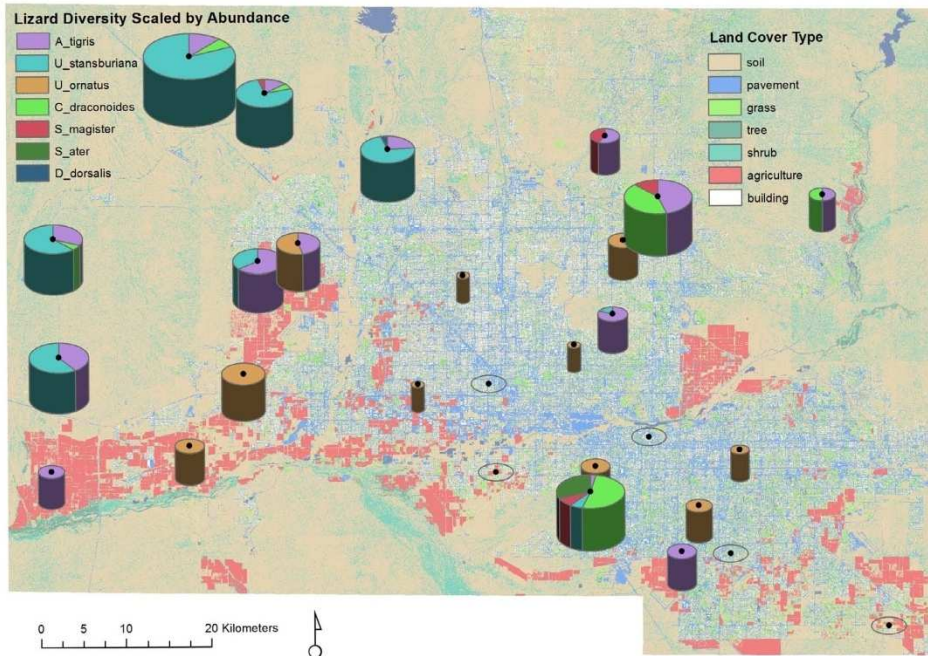 Lizard Diversity Scaled by Abundance
A_tigris
U_stansburiana
U_ornatus
C_draconoides
S_magister
S_ater
D_dorsalis
Land Cover Type
soil
pavement
grass
tree
shrub
agriculture
building
0 5 10 20 Kilometers